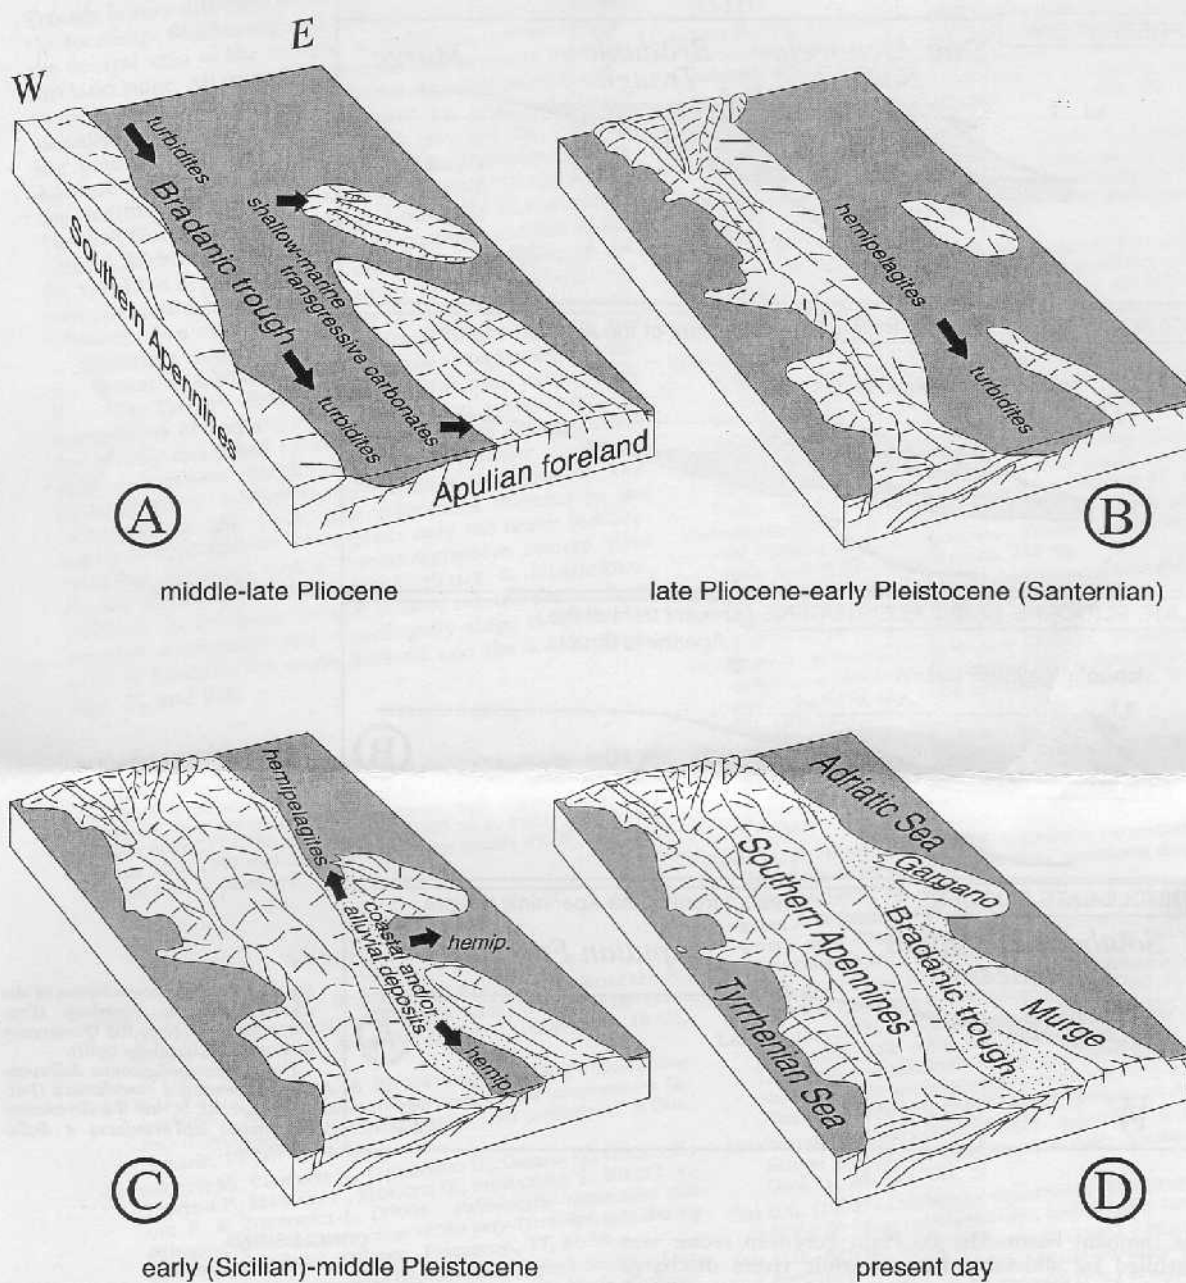 W
E
turbidites
Bradanic trough
shallow-marine
transgressive carbonates
turbidites
Southern Apennines
Apulian foreland
A
middle-late Pliocene
hemipelagites
turbidites
B
late Pliocene-early Pleistocene (Santernian)
hemipelagites
coastal and/or
alluvial deposits
hemip.
hemip.
C
early (Sicilian)-middle Pleistocene
Adriatic Sea
Gargano
Southern Apennines
Bradanic trough
Murge
Tyrrhenian Sea
D
present day